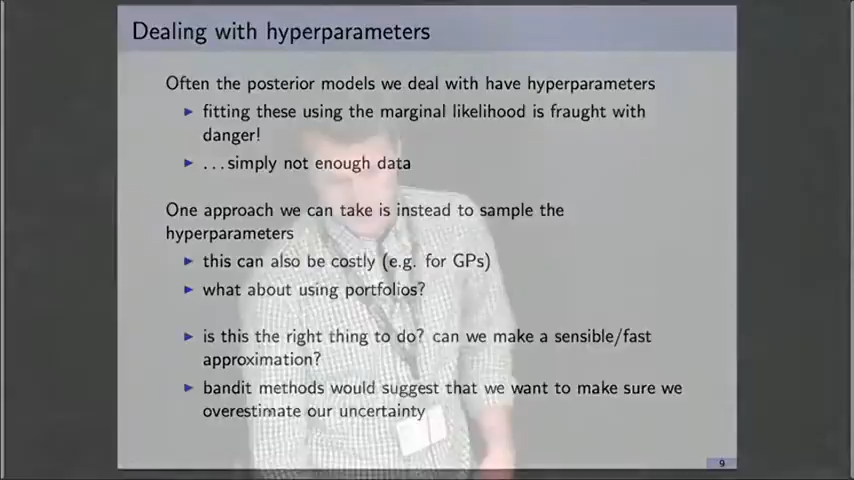 Dealing with hyperparameters
Often the posterior models we deal with have hyperparameters
▶ fitting these using the marginal likelihood is fraught with
danger!
▶ ...simply not enough data
One approach we can take is instead to sample the
hyperparameters
▶ this can also be costly (e.g. for GPs)
▶ what about using portfolios?
▶ is this the right thing to do? can we make a sensible/fast
approximation?
▶ bandit methods would suggest that we want to make sure we
overestimate our uncertainty
9